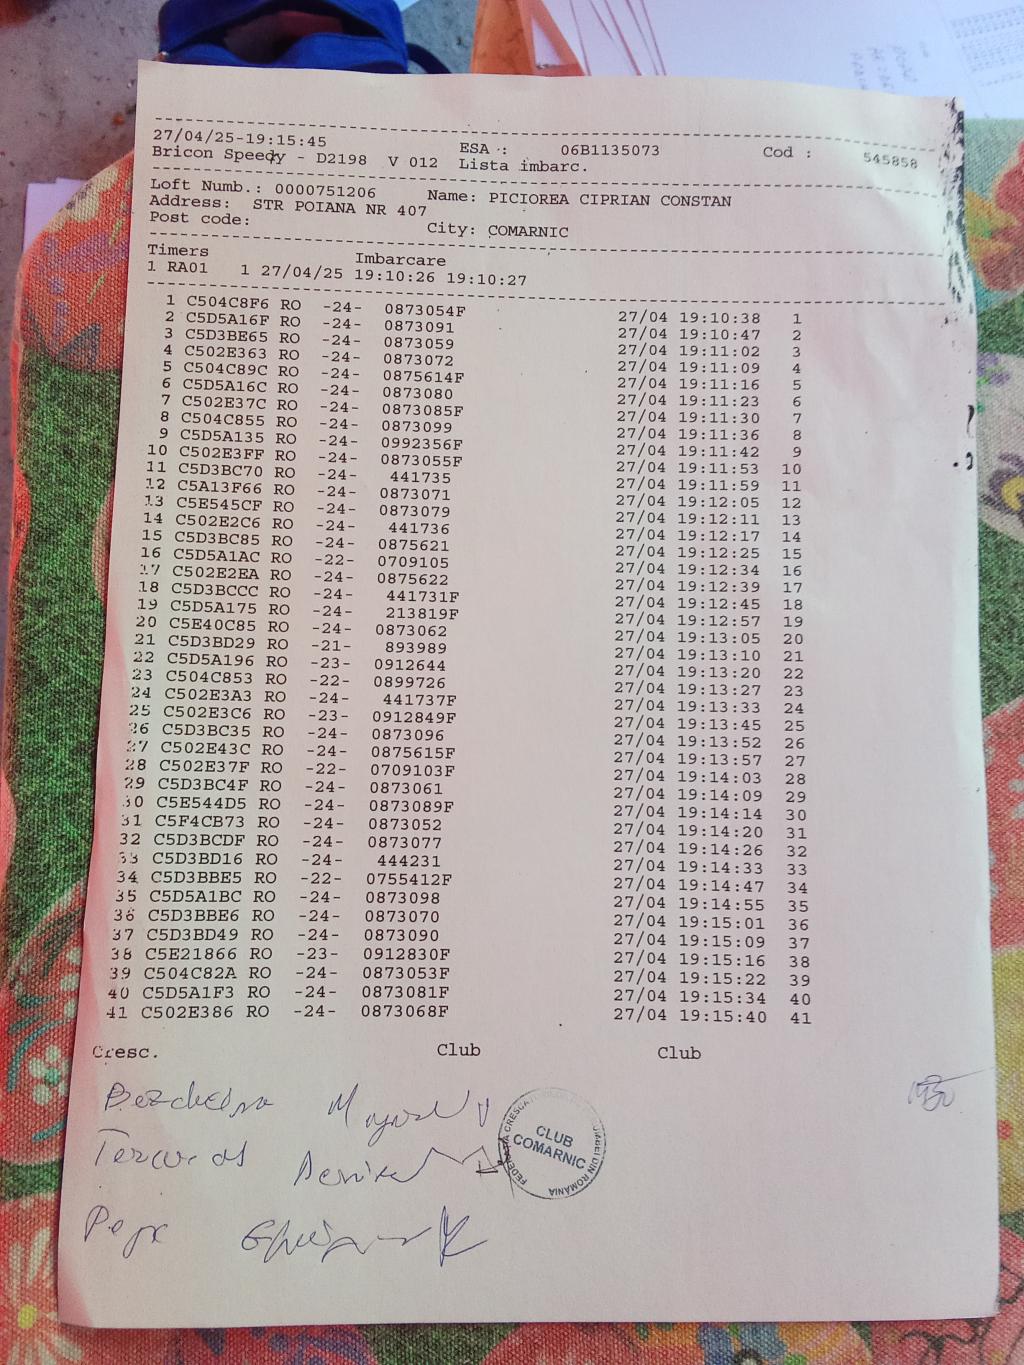 27/04/25-19:15:45 ESA : 06B1135073 Cod : 545858
Bricon Speedy - D2198 V 012 Lista imbarc.
Loft Numb.: 0000751206 Name: PICIOREA CIPRIAN CONSTAN
Address: STR POIANA NR 407
Post code: City: COMARNIC
Timers Imbarcare
1 RA01 1 27/04/25 19:10:26 19:10:27
1 C504C8F6 RO -24- 0873054F 27/04 19:10:38 1
2 C5D5A16F RO -24- 0873091 27/04 19:10:47 2
3 C5D3BE65 RO -24- 0873059 27/04 19:11:02 3
4 C502E363 RO -24- 0873072 27/04 19:11:09 4
5 C504C89C RO -24- 0875614F 27/04 19:11:16 5
6 C5D5A16C RO -24- 0873080 27/04 19:11:23 6
7 C502E37C RO -24- 0873085F 27/04 19:11:30 7
8 C504C855 RO -24- 0873099 27/04 19:11:36 8
9 C5D5A135 RO -24- 0992356F 27/04 19:11:42 9
10 C502E3FF RO -24- 0873055F 27/04 19:11:53 10
11 C5D3BC70 RO -24- 441735 27/04 19:11:59 11
12 C5A13F66 RO -24- 0873071 27/04 19:12:05 12
13 C5E545CF RO -24- 0873079 27/04 19:12:11 13
14 C502E2C6 RO -24- 441736 27/04 19:12:17 14
15 C5D3BC85 RO -24- 0875621 27/04 19:12:25 15
16 C5D5A1AC RO -22- 0709105 27/04 19:12:34 16
17 C502E2EA RO -24- 0875622 27/04 19:12:39 17
18 C5D3BCCC RO -24- 441731F 27/04 19:12:45 18
19 C5D5A175 RO -24- 213819F 27/04 19:12:57 19
20 C5E40C85 RO -24- 0873062 27/04 19:13:05 20
21 C5D3BD29 RO -21- 893989 27/04 19:13:10 21
22 C5D5A196 RO -23- 0912644 27/04 19:13:20 22
23 C504C853 RO -22- 0899726 27/04 19:13:27 23
24 C502E3A3 RO -24- 441737F 27/04 19:13:33 24
25 C502E3C6 RO -23- 0912849F 27/04 19:13:45 25
26 C5D3BC35 RO -24- 0873096 27/04 19:13:52 26
27 C502E43C RO -24- 0875615F 27/04 19:13:57 27
28 C502E37F RO -22- 0709103F 27/04 19:14:03 28
29 C5D3BC4F RO -24- 0873061 27/04 19:14:09 29
30 C5E544D5 RO -24- 0873089F 27/04 19:14:14 30
31 C5F4CB73 RO -24- 0873052 27/04 19:14:20 31
32 C5D3BCDF RO -24- 0873077 27/04 19:14:26 32
33 C5D3BD16 RO -24- 444231 27/04 19:14:33 33
34 C5D3BBE5 RO -22- 0755412F 27/04 19:14:47 34
35 C5D5A1BC RO -24- 0873098 27/04 19:14:55 35
36 C5D3BBE6 RO -24- 0873070 27/04 19:15:01 36
37 C5D3BD49 RO -24- 0873090 27/04 19:15:09 37
38 C5E21866 RO -23- 0912830F 27/04 19:15:16 38
39 C504C82A RO -24- 0873053F 27/04 19:15:22 39
40 C5D5A1F3 RO -24- 0873081F 27/04 19:15:34 40
41 C502E386 RO -24- 0873068F 27/04 19:15:40 41
Cresc. Club Club
CLUB
COMARNIC